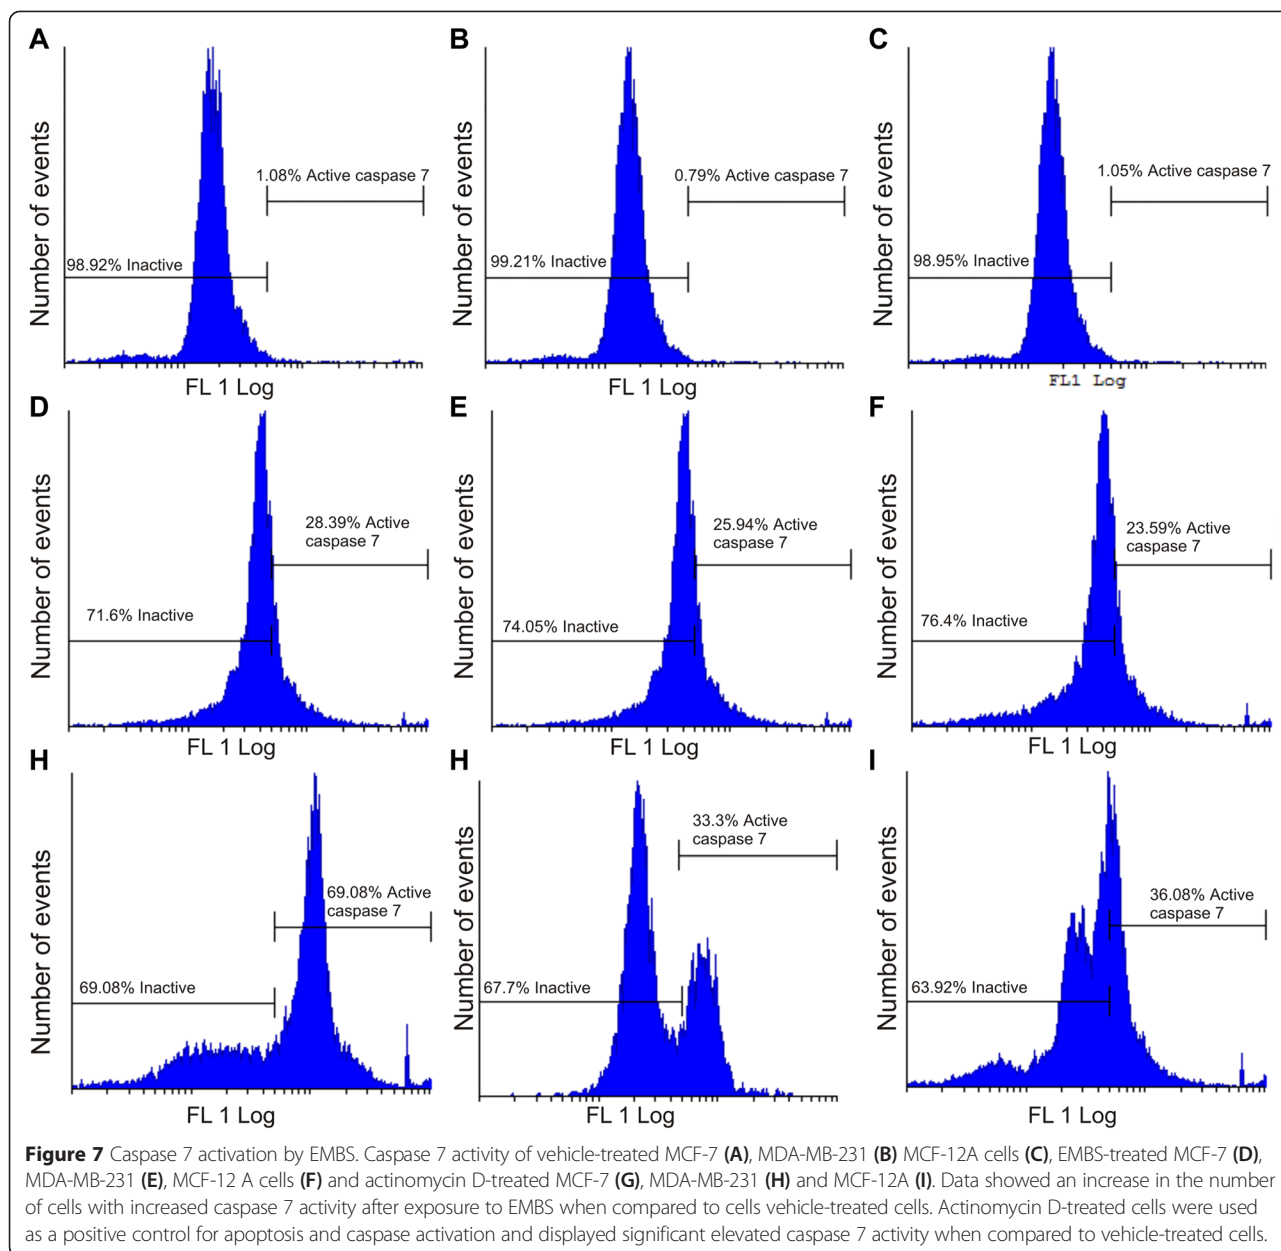 A
B
C
Number of events
1.08% Active caspase 7
98.92% Inactive
FL 1 Log
Number of events
0.79% Active caspase 7
99.21% Inactive
FL 1 Log
Number of events
1.05% Active caspase 7
98.95% Inactive
FL1 Log
D
E
F
Number of events
28.39% Active
caspase 7
71.6% Inactive
FL 1 Log
Number of events
25.94% Active
caspase 7
74.05% Inactive
FL 1 Log
Number of events
23.59% Active
caspase 7
76.4% Inactive
FL 1 Log
H
H
I
Number of events
69.08% Active
caspase 7
69.08% Inactive
FL 1 Log
Number of events
33.3% Active
caspase 7
67.7% Inactive
FL 1 Log
Number of events
36.08% Active
caspase 7
63.92% Inactive
FL 1 Log
Figure 7 Caspase 7 activation by EMBS. Caspase 7 activity of vehicle-treated MCF-7 (A), MDA-MB-231 (B) MCF-12A cells (C), EMBS-treated MCF-7 (D),
MDA-MB-231 (E), MCF-12 A cells (F) and actinomycin D-treated MCF-7 (G), MDA-MB-231 (H) and MCF-12A (I). Data showed an increase in the number
of cells with increased caspase 7 activity after exposure to EMBS when compared to cells vehicle-treated cells. Actinomycin D-treated cells were used
as a positive control for apoptosis and caspase activation and displayed significant elevated caspase 7 activity when compared to vehicle-treated cells.